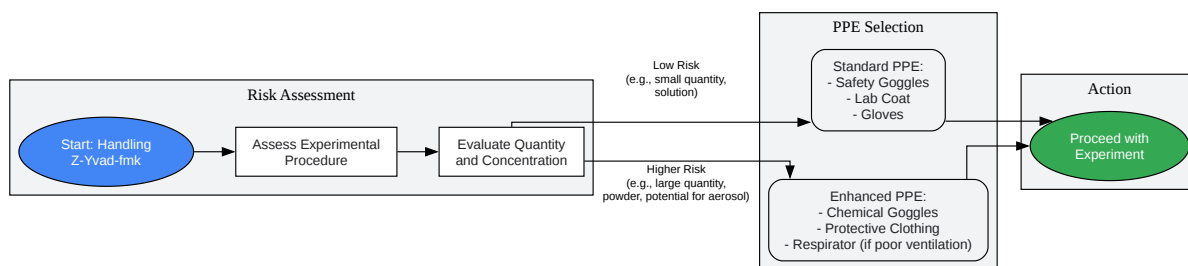 Risk Assessment
Start: Handling
Z-Yvad-fmk
Assess Experimental
Procedure
Evaluate Quantity
and Concentration
Low Risk
(e.g., small quantity,
solution)
Higher Risk
(e.g., large quantity,
powder, potential for aerosol)
PPE Selection
Standard PPE:
- Safety Goggles
- Lab Coat
- Gloves
Enhanced PPE:
- Chemical Goggles
- Protective Clothing
- Respirator (if poor ventilation)
Action
Proceed with
Experiment